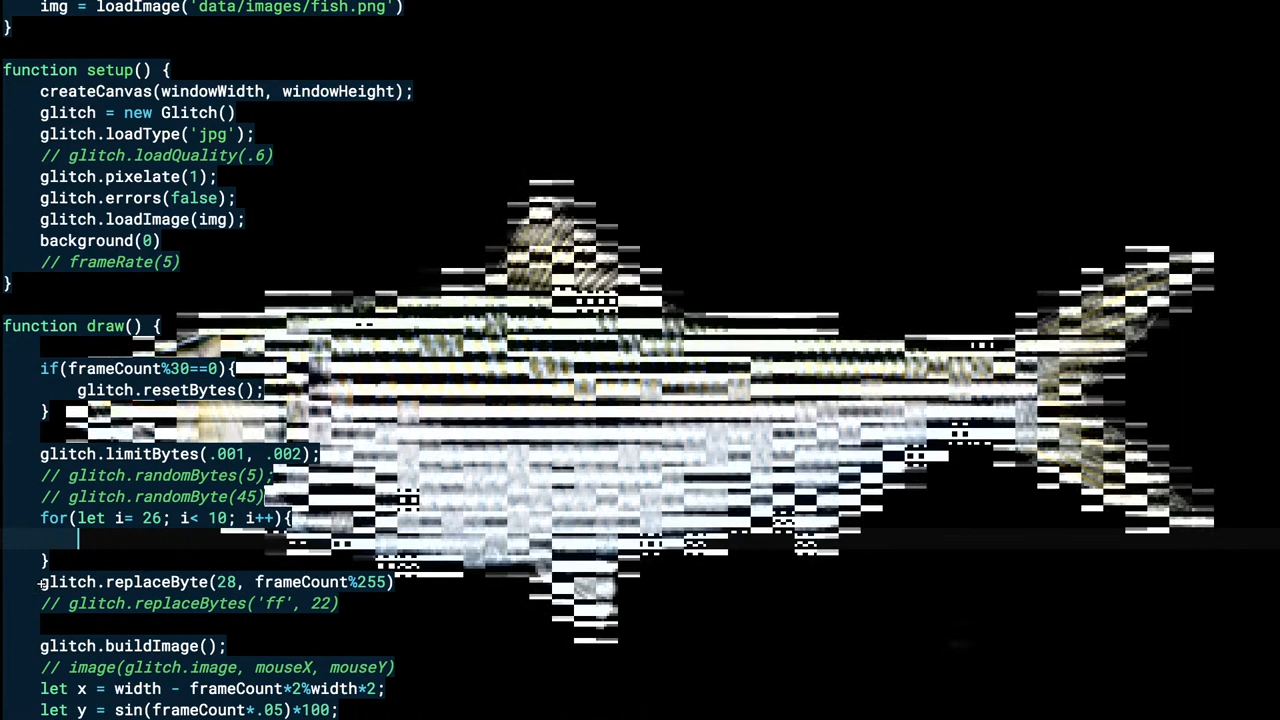 img = loadImage('data/images/fish.png')
}
function setup() {
createCanvas(windowWidth, windowHeight);
glitch = new Glitch()
glitch.loadType('jpg');
// glitch.loadQuality(.6)
glitch.pixelate(1);
glitch.errors(false);
glitch.loadImage(img);
background(0)
// frameRate(5)
}
function draw() {
if(frameCount%30==0){
glitch.resetBytes();
}
glitch.limitBytes(.001, .002);
// glitch.randomBytes(5);
// glitch.randomByte(45)
for(let i= 26; i< 10; i++){
}
glitch.replaceByte(28, frameCount%255)
// glitch.replaceBytes('ff', 22)
glitch.buildImage();
// image(glitch.image, mouseX, mouseY)
let x = width - frameCount*2%width*2;
let y = sin(frameCount*.05)*100;